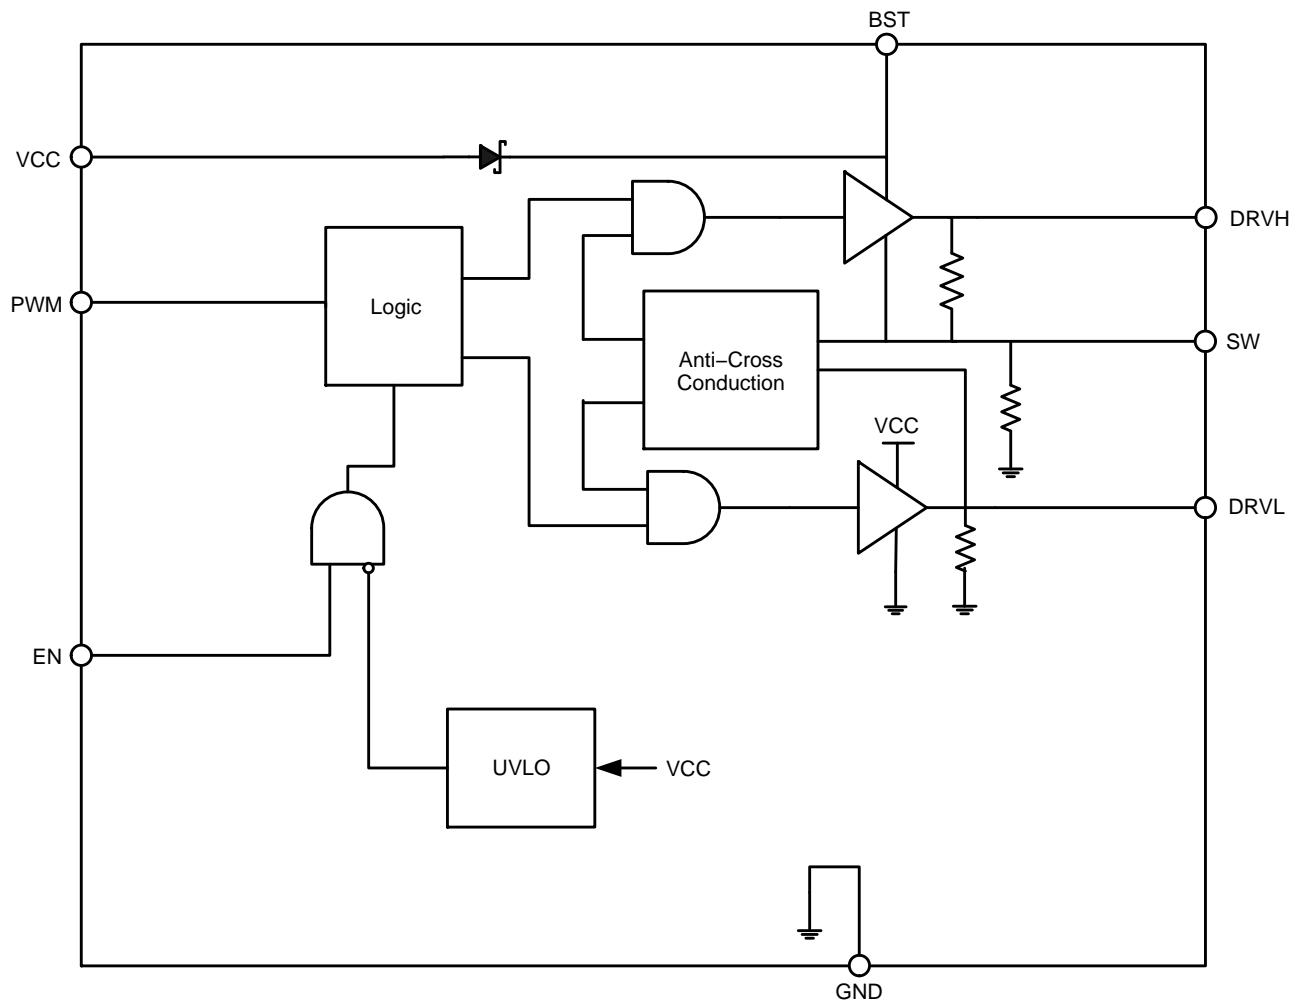 BST
VCC
DRVH
PWM
Logic
SW
Anti−Cross
Conduction
VCC
DRVL
EN
UVLO
VCC
GND